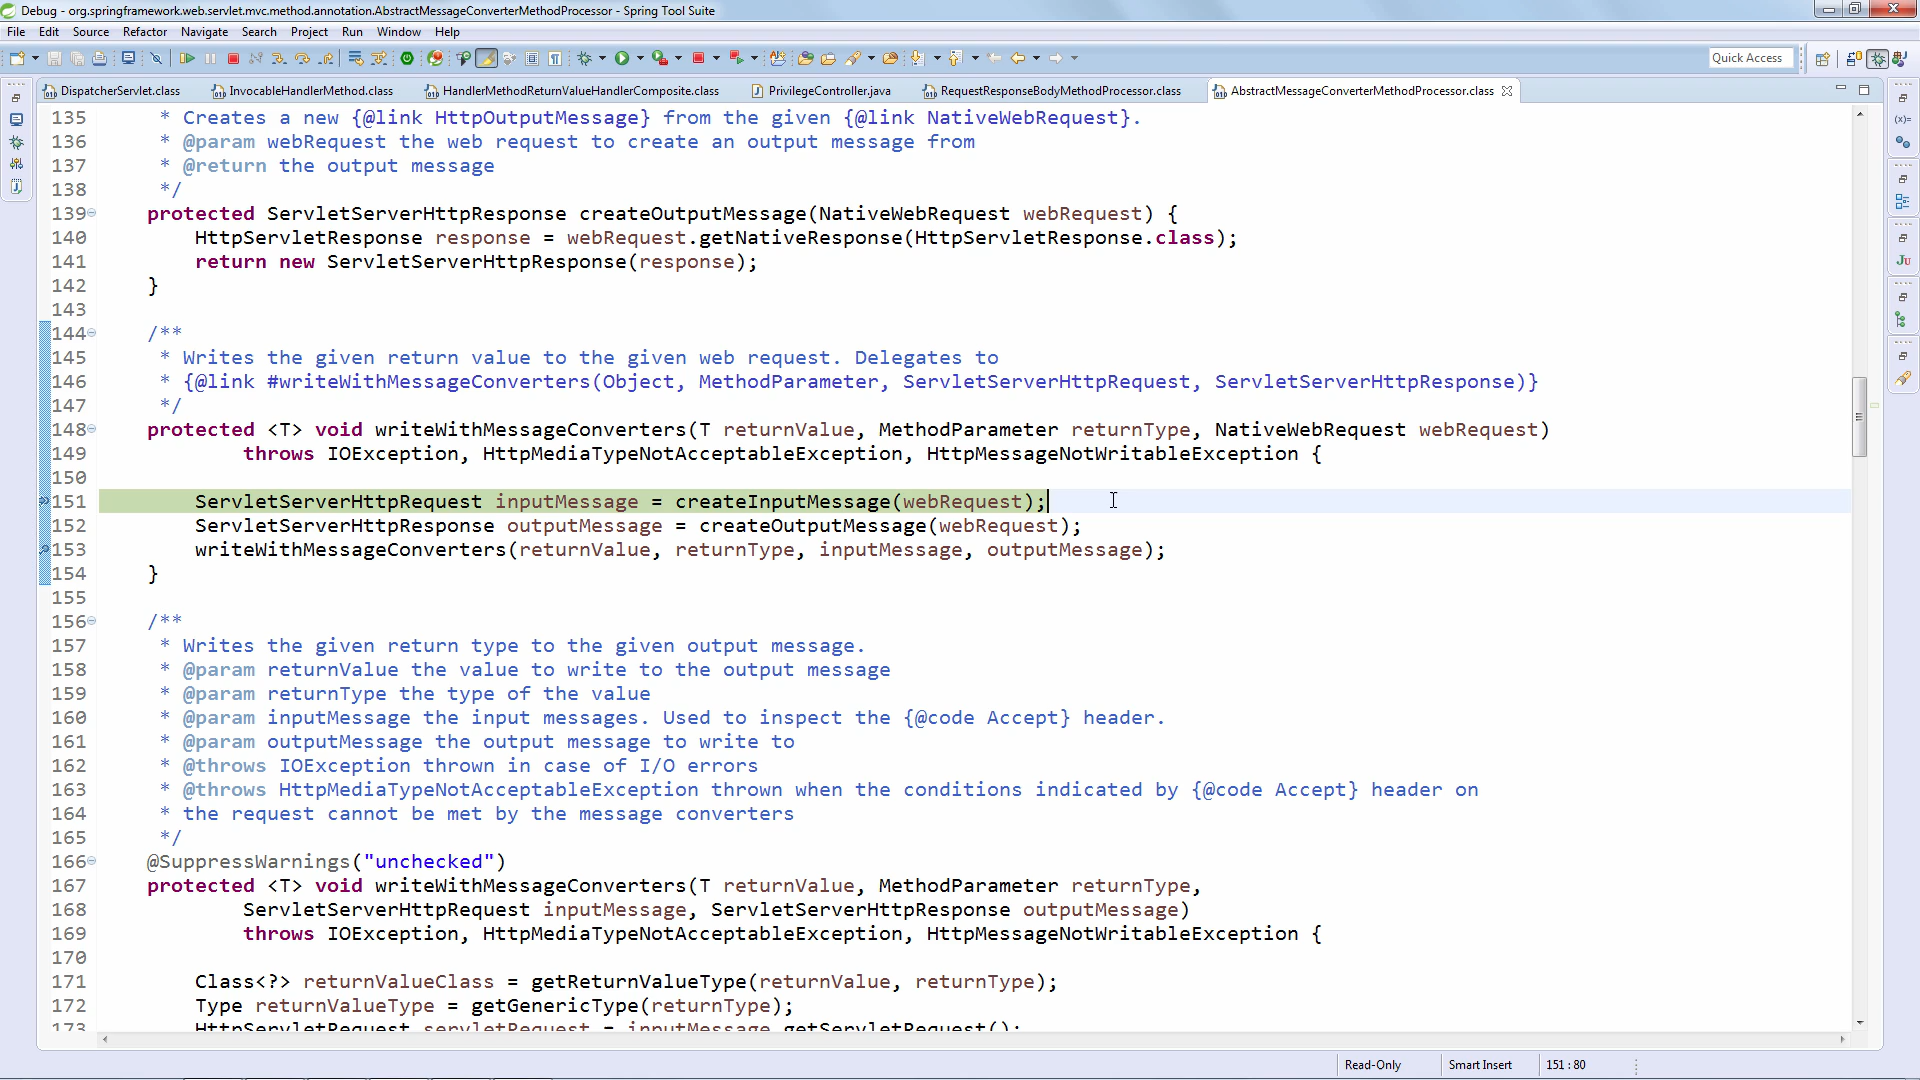 Debug - org.springframework.web.servlet.mvc.method.annotation.AbstractMessageConverterMethodProcessor - Spring Tool Suite
File Edit Source Refactor Navigate Search Project Run Window Help
Quick Access
DispatcherServlet.class InvocableHandlerMethod.class HandlerMethodReturnValueHandlerComposite.class PrivilegeController.java RequestResponseBodyMethodProcessor.class AbstractMessageConverterMethodProcessor.class
135 * Creates a new {@link HttpOutputMessage} from the given {@link NativeWebRequest}.
136 * @param webRequest the web request to create an output message from
137 * @return the output message
138 */
139 protected ServletServerHttpResponse createOutputMessage(NativeWebRequest webRequest) {
140 HttpServletResponse response = webRequest.getNativeResponse(HttpServletResponse.class);
141 return new ServletServerHttpResponse(response);
142 }
143
144 /**
145 * Writes the given return value to the given web request. Delegates to
146 * {@link #writeWithMessageConverters(Object, MethodParameter, ServletServerHttpRequest, ServletServerHttpResponse)}
147 */
148 protected <T> void writeWithMessageConverters(T returnValue, MethodParameter returnType, NativeWebRequest webRequest)
149 throws IOException, HttpMediaTypeNotAcceptableException, HttpMessageNotWritableException {
150
151 ServletServerHttpRequest inputMessage = createInputMessage(webRequest);
152 ServletServerHttpResponse outputMessage = createOutputMessage(webRequest);
153 writeWithMessageConverters(returnValue, returnType, inputMessage, outputMessage);
154 }
155
156 /**
157 * Writes the given return type to the given output message.
158 * @param returnValue the value to write to the output message
159 * @param returnType the type of the value
160 * @param inputMessage the input messages. Used to inspect the {@code Accept} header.
161 * @param outputMessage the output message to write to
162 * @throws IOException thrown in case of I/O errors
163 * @throws HttpMediaTypeNotAcceptableException thrown when the conditions indicated by {@code Accept} header on
164 * the request cannot be met by the message converters
165 */
166 @SuppressWarnings("unchecked")
167 protected <T> void writeWithMessageConverters(T returnValue, MethodParameter returnType,
168 ServletServerHttpRequest inputMessage, ServletServerHttpResponse outputMessage)
169 throws IOException, HttpMediaTypeNotAcceptableException, HttpMessageNotWritableException {
170
171 Class<?> returnValueClass = getReturnValueType(returnValue, returnType);
172 Type returnValueType = getGenericType(returnType);
173 HttpServletRequest servletRequest = inputMessage.getServletRequest();
Read-Only Smart Insert 151 : 80